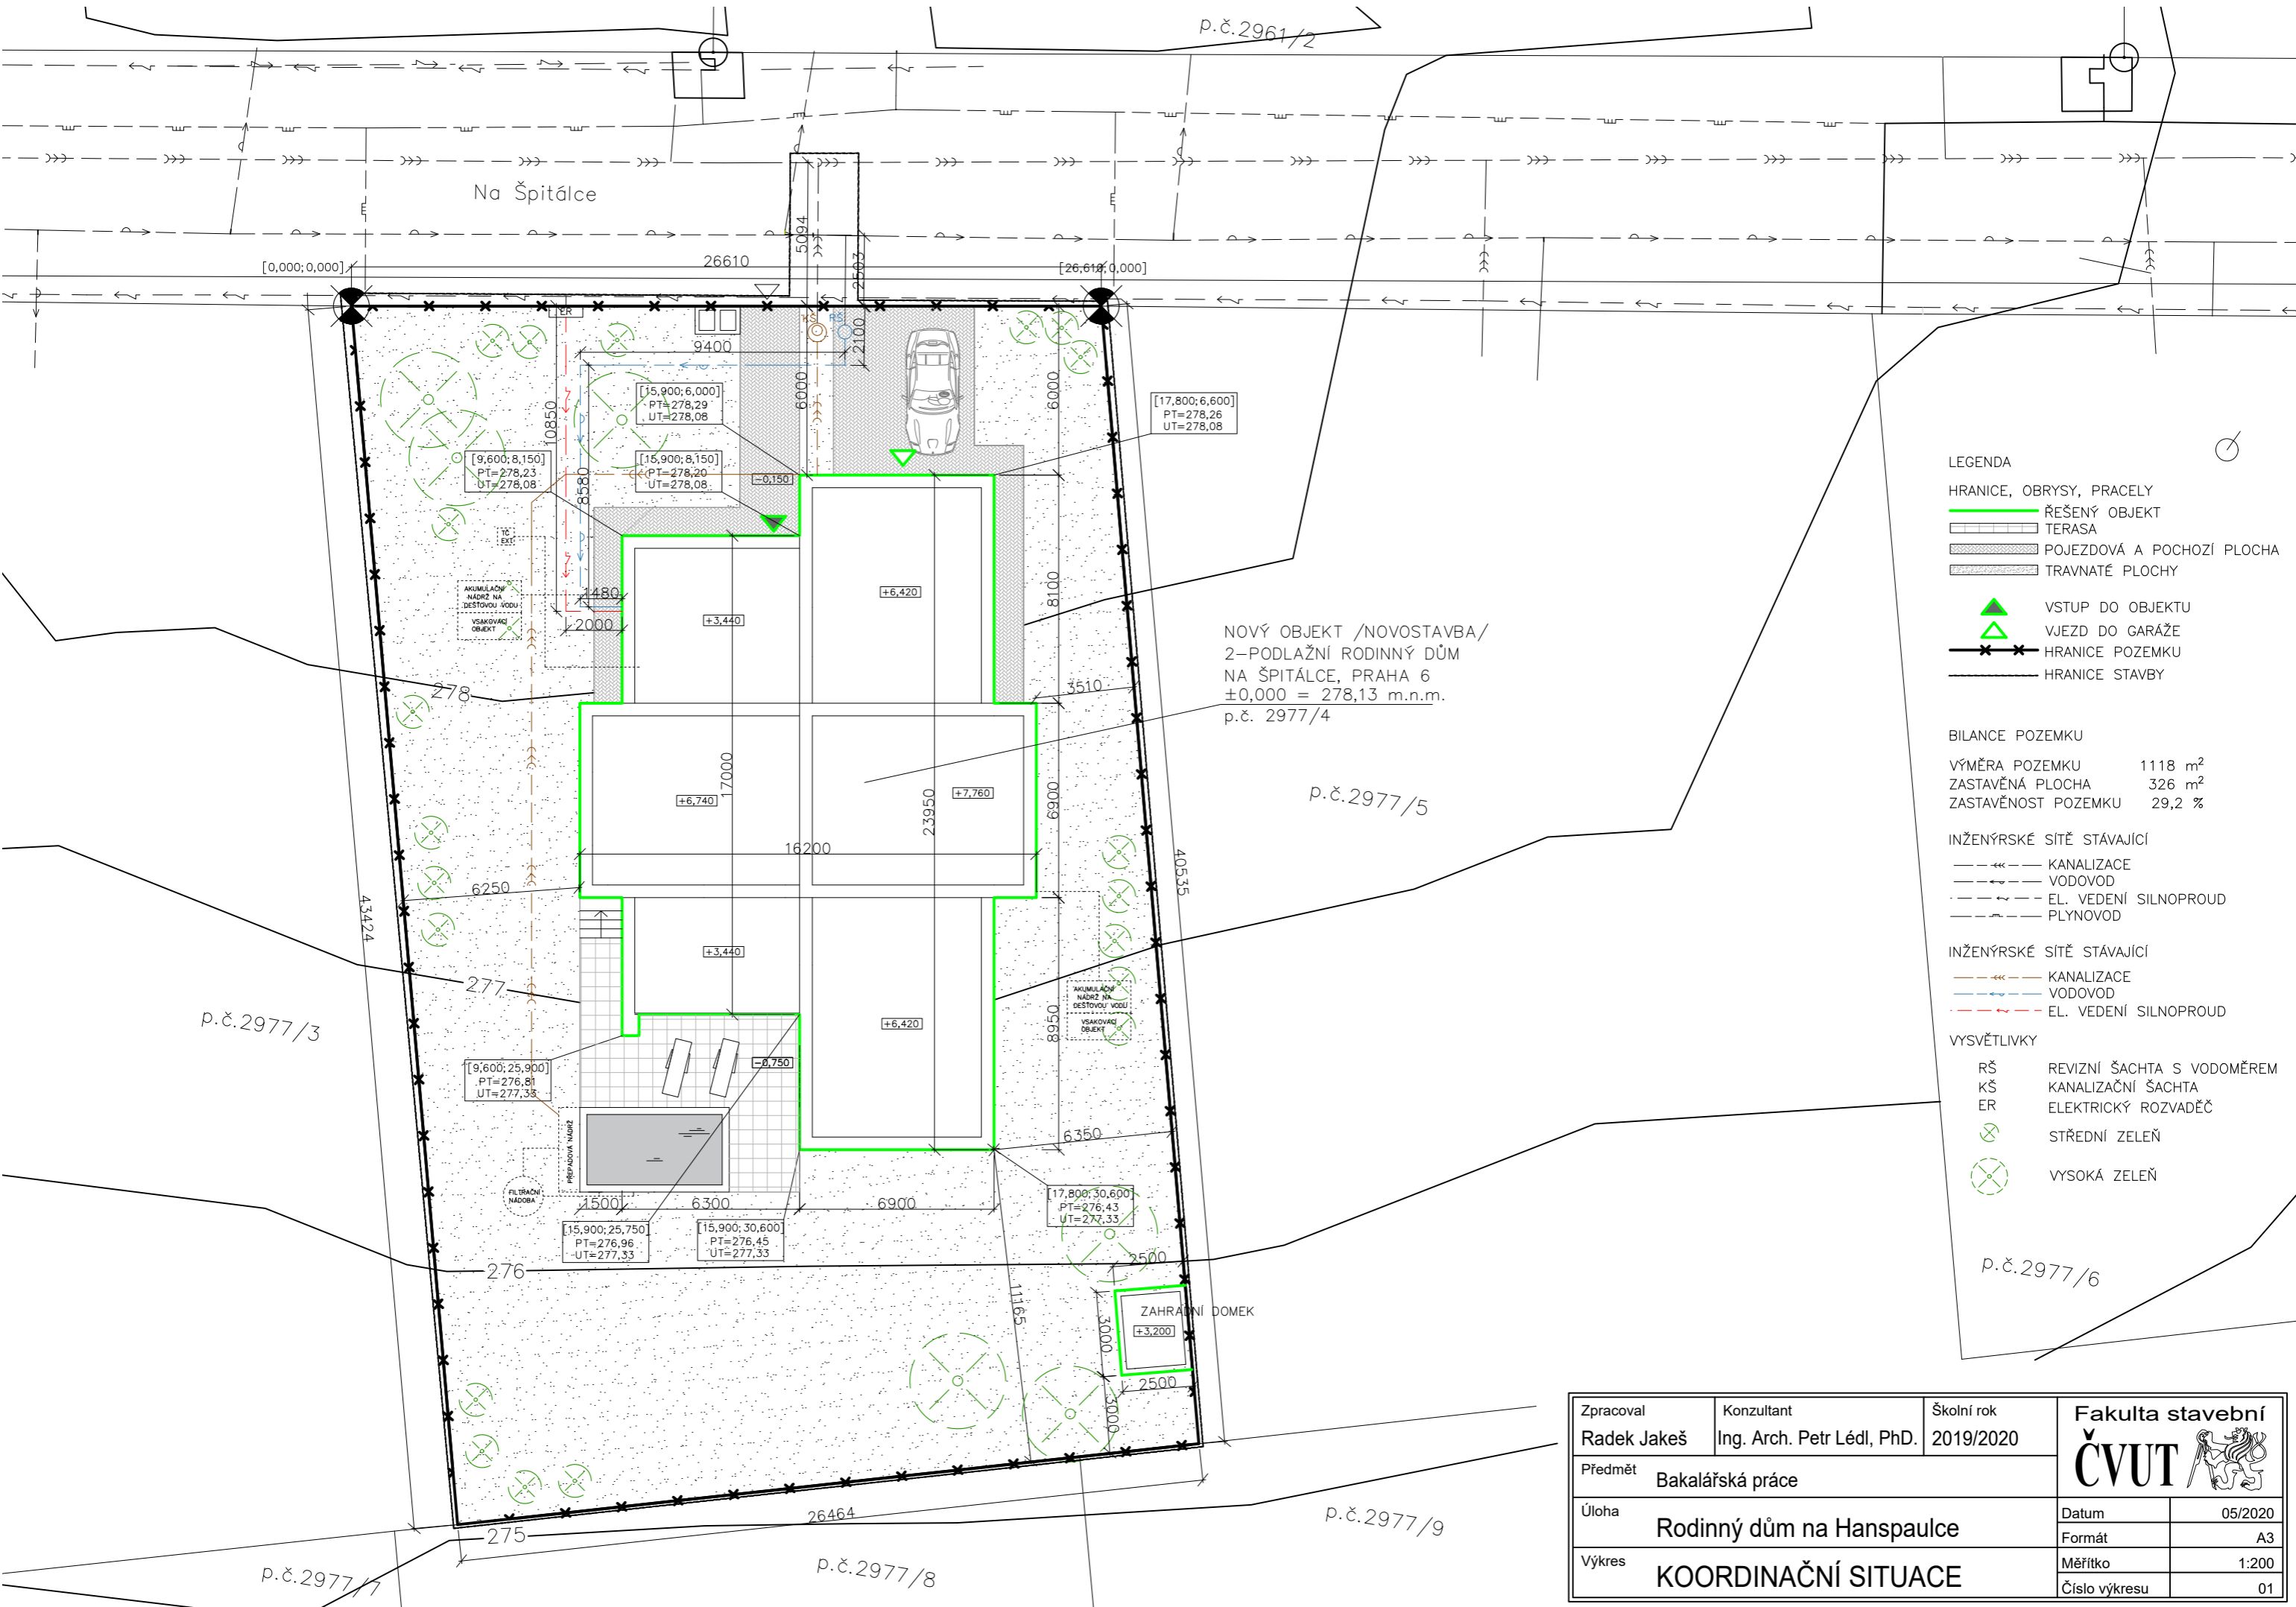 p.č.2961/2
Na Špitálce
5094
2503
[0,000;0,000]
26610
[26,610;0,000]
ER
KŠ
RŠ
9400
2100
6000
6000
10850
8580
[15,900;6,000]
PT=278,29
UT=278,08
[17,800;6,600]
PT=278,26
UT=278,08
[9,600;8,150]
PT=278,23
UT=278,08
[15,900;8,150]
PT=278,20
UT=278,08
-0,150
TČ
EXT
AKUMULAČNÍ
NÁDRŽ NA
DEŠŤOVOU VODU
VSAKOVACÍ
OBJEKT
1480
2000
+3,440
+6,420
8100
278
3510
NOVÝ OBJEKT /NOVOSTAVBA/
2-PODLAŽNÍ RODINNÝ DŮM
NA ŠPITÁLCE, PRAHA 6
±0,000 = 278,13 m.n.m.
p.č. 2977/4
17000
23950
6900
+6,740
+7,760
p.č.2977/5
16200
6250
43424
40535
+3,440
277
p.č.2977/3
+6,420
8950
AKUMULAČNÍ
NÁDRŽ NA
DEŠŤOVOU VODU
VSAKOVACÍ
OBJEKT
-0,750
[9,600;25,900]
PT=276,81
UT=277,33
PŘEPADOVÁ NÁDRŽ
FILTRAČNÍ
NÁDOBA
6350
1500
6300
6900
[17,800;30,600]
PT=276,43
UT=277,33
[15,900;25,750]
PT=276,96
UT=277,33
[15,900;30,600]
PT=276,45
UT=277,33
276
2500
11165
ZAHRADNÍ DOMEK
+3,200
3000
2500
3000
26464
275
p.č.2977/7
p.č.2977/8
p.č.2977/9
p.č.2977/6
LEGENDA
HRANICE, OBRYSY, PRACELY
ŘEŠENÝ OBJEKT
TERASA
POJEZDOVÁ A POCHOZÍ PLOCHA
TRAVNATÉ PLOCHY
VSTUP DO OBJEKTU
VJEZD DO GARÁŽE
HRANICE POZEMKU
HRANICE STAVBY
BILANCE POZEMKU
VÝMĚRA POZEMKU 1118 m²
ZASTAVĚNÁ PLOCHA 326 m²
ZASTAVĚNOST POZEMKU 29,2 %
INŽENÝRSKÉ SÍTĚ STÁVAJÍCÍ
KANALIZACE
VODOVOD
EL. VEDENÍ SILNOPROUD
PLYNOVOD
INŽENÝRSKÉ SÍTĚ STÁVAJÍCÍ
KANALIZACE
VODOVOD
EL. VEDENÍ SILNOPROUD
VYSVĚTLIVKY
RŠ REVIZNÍ ŠACHTA S VODOMĚREM
KŠ KANALIZAČNÍ ŠACHTA
ER ELEKTRICKÝ ROZVADĚČ
STŘEDNÍ ZELEŇ
VYSOKÁ ZELEŇ
Zpracoval
Radek Jakeš
Konzultant
Ing. Arch. Petr Lédl, PhD.
Školní rok
2019/2020
Fakulta stavební
ČVUT
Předmět
Bakalářská práce
Úloha
Rodinný dům na Hanspaulce
Výkres
KOORDINAČNÍ SITUACE
Datum 05/2020
Formát A3
Měřítko 1:200
Číslo výkresu 01